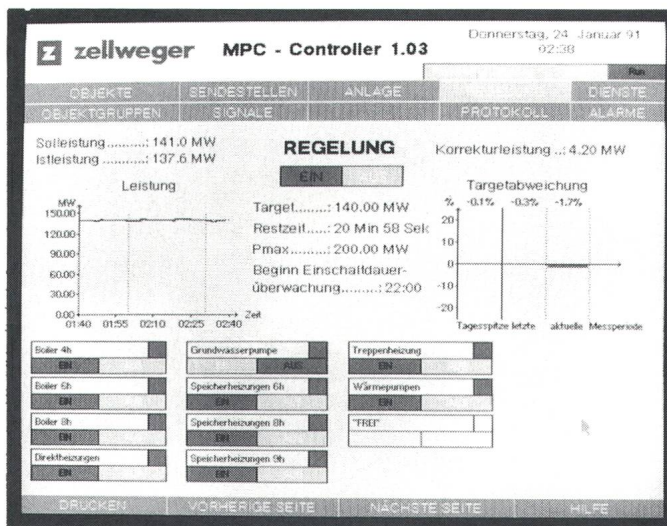 Z zellweger MPC - Controller 1.03
Donnerstag, 24 Januar 91
02:38
Run
OBJEKTE SENDESTELLEN ANLAGE DIENSTE
OBJEKTGRUPPEN SIGNALE PROTOKOLL ALARME
Solleistung..........: 141.0 MW
Istleistung...........: 137.6 MW
REGELUNG
EIN AUS
Korrekturleistung ..: 4.20 MW
Leistung
MW
150.00
120.00
90.00
60.00
30.00
0.00
01:40 01:55 02:10 02:25 02:40 Zeit
Target.......: 140.00 MW
Restzeit....: 20 Min 58 Sek
Pmax........: 200.00 MW
Beginn Einschaltdauer-
überwachung.........: 22:00
Targetabweichung
% -0.1% -0.3% -1.7%
20
10
0
-10
-20
Tagesspitze letzte aktuelle Messperiode
Boiler 4h
EIN
Boiler 6h
EIN
Boiler 8h
EIN
Direktheizungen
EIN
Grundwasserpumpe
AUS
Speicherheizungen 6h
EIN
Speicherheizungen 8h
EIN
Speicherheizungen 9h
EIN
Treppenheizung
EIN
Wärmepumpen
EIN
"FREI"
DRUCKEN VORHERIGE SEITE NÄCHSTE SEITE HILFE